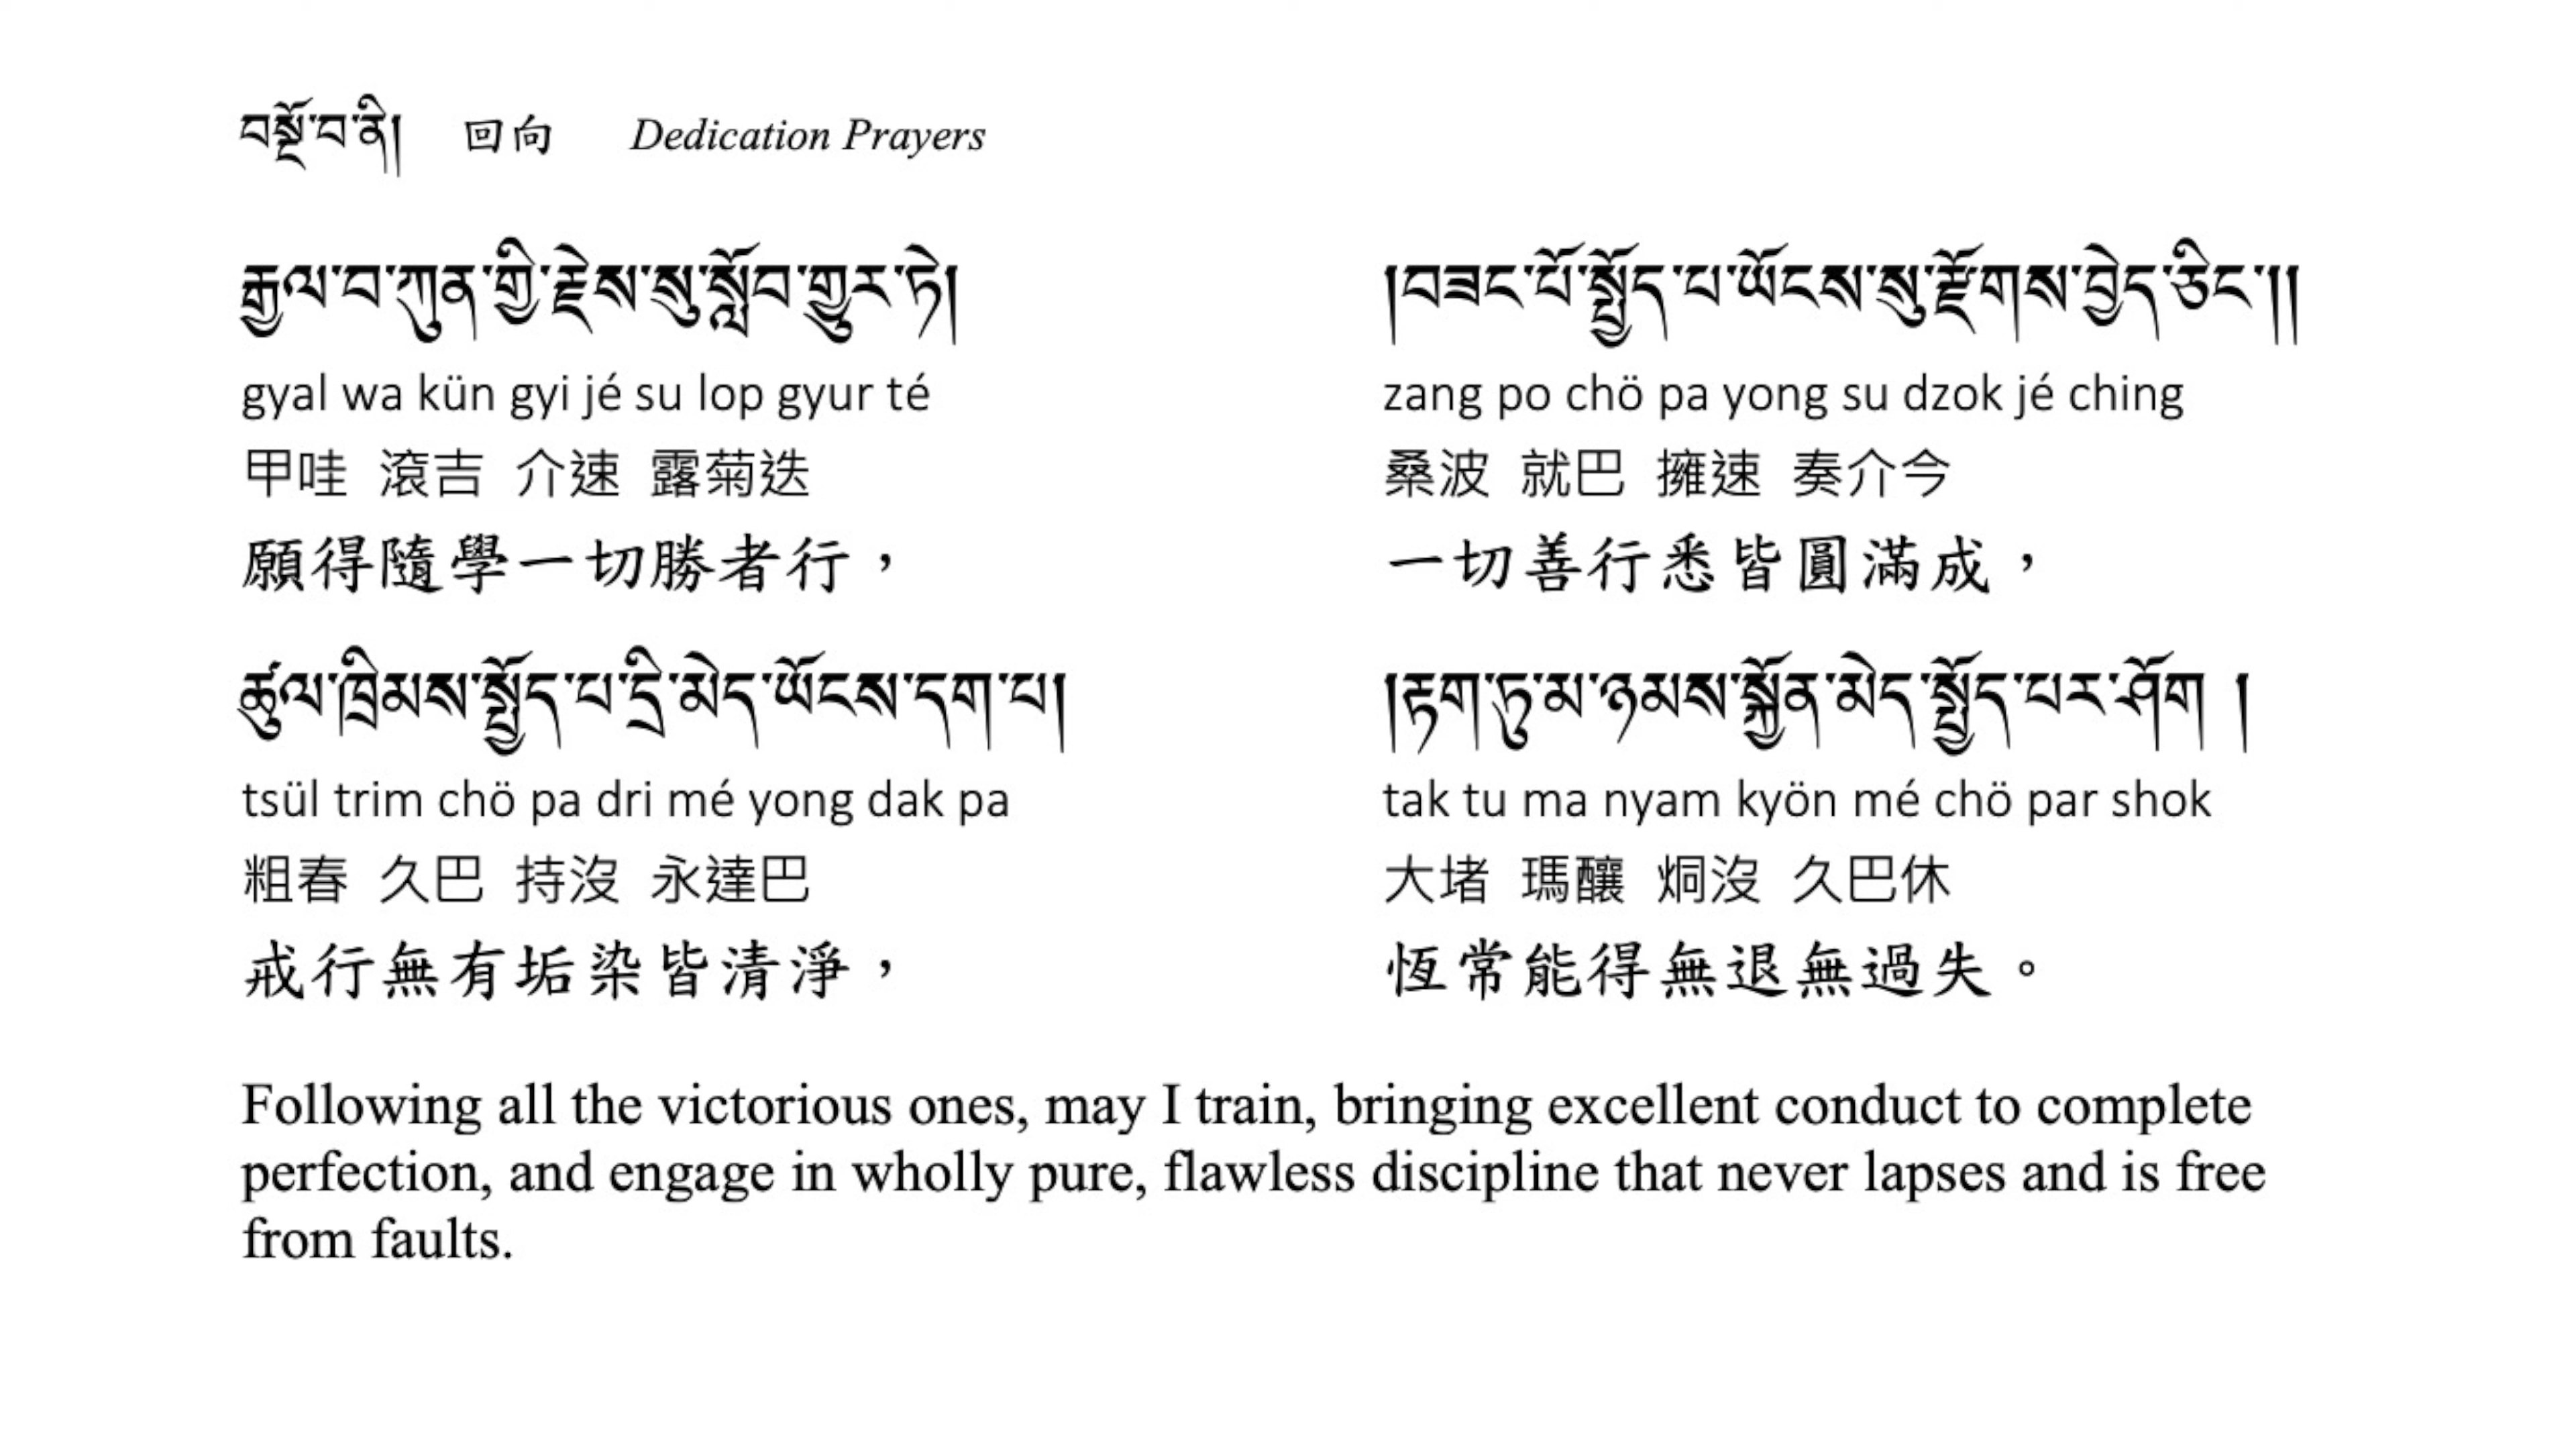 བསྔོ་བ་ནི། 回向 Dedication Prayers
རྒྱལ་བ་ཀུན་གྱི་རྗེས་སུ་སློབ་གྱུར་ཏེ། །བཟང་པོ་སྤྱོད་པ་ཡོངས་སུ་རྫོགས་བྱེད་ཅིང་།།
gyal wa kün gyi jé su lop gyur té zang po chö pa yong su dzok jé ching
甲哇 滾吉 介速 露菊迭 桑波 就巴 擁速 奏介今
願得隨學一切勝者行， 一切善行悉皆圓滿成，
ཚུལ་ཁྲིམས་སྤྱོད་པ་དྲི་མེད་ཡོངས་དག་པ། །རྟག་ཏུ་མ་ཉམས་སྐྱོན་མེད་སྤྱོད་པར་ཤོག །
tsül trim chö pa dri mé yong dak pa tak tu ma nyam kyön mé chö par shok
粗春 久巴 持沒 永達巴 大堵 瑪釀 炯沒 久巴休
戒行無有垢染皆清淨， 恆常能得無退無過失。
Following all the victorious ones, may I train, bringing excellent conduct to complete
perfection, and engage in wholly pure, flawless discipline that never lapses and is free
from faults.